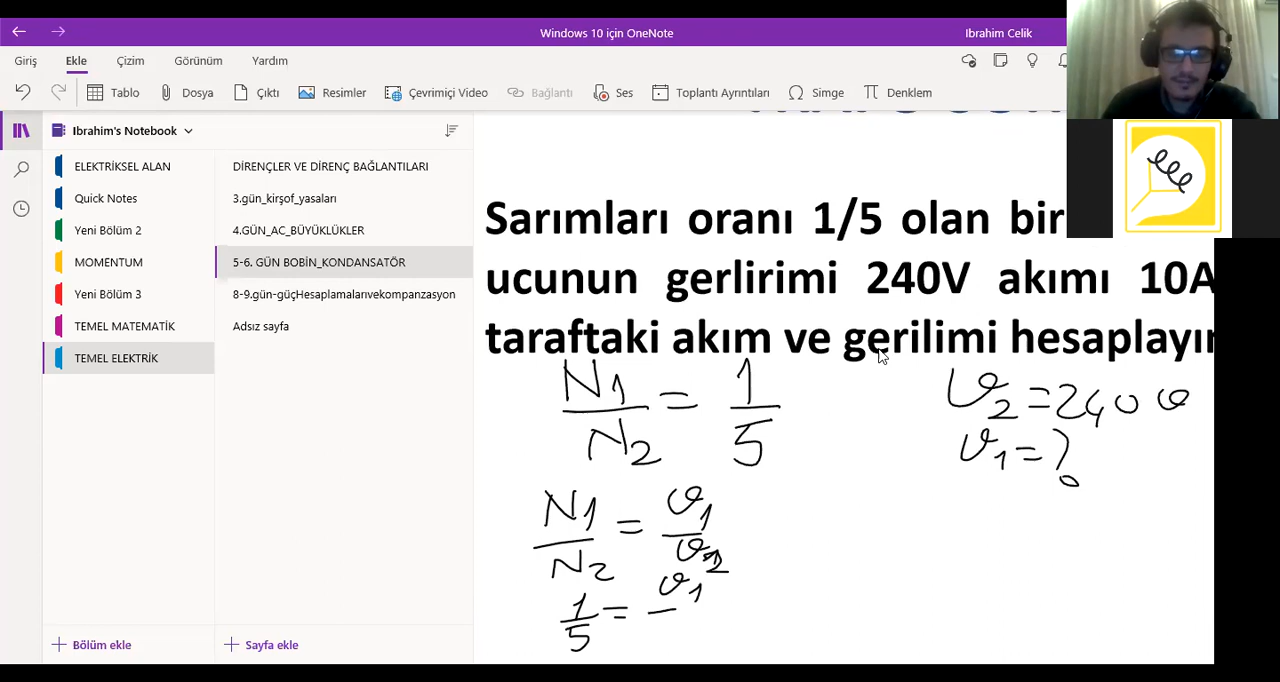 Windows 10 için OneNote
Ibrahim Celik
Giriş Ekle Çizim Görünüm Yardım
Tablo Dosya Çıktı Resimler Çevrimiçi Video Bağlantı Ses Toplantı Ayrıntıları Simge Denklem
Ibrahim's Notebook
ELEKTRİKSEL ALAN
Quick Notes
Yeni Bölüm 2
MOMENTUM
Yeni Bölüm 3
TEMEL MATEMATİK
TEMEL ELEKTRİK
DİRENÇLER VE DİRENÇ BAĞLANTILARI
3.gün_kirşof_yasaları
4.GÜN_AC_BÜYÜKLÜKLER
5-6. GÜN BOBİN_KONDANSATÖR
8-9.gün-güçHesaplamalarıvekompanzasyon
Adsız sayfa
Bölüm ekle
Sayfa ekle
Sarımları oranı 1/5 olan bir
ucunun gerlirimi 240V akımı 10A
taraftaki akım ve gerilimi hesaplayın
N1/N2 = 1/5
V2 = 240 V
V1 = ?
N1/N2 = V1/V2
1/5 = V1